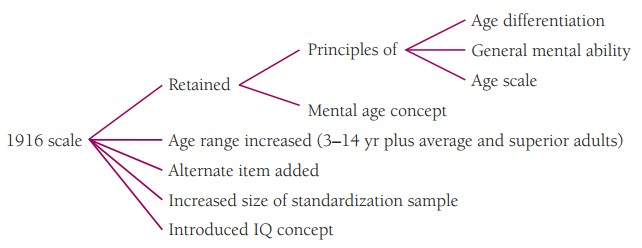 Age differentiation
Principles of
General mental ability
Age scale
Retained
Mental age concept
1916 scale
Age range increased (3–14 yr plus average and superior adults)
Alternate item added
Increased size of standardization sample
Introduced IQ concept